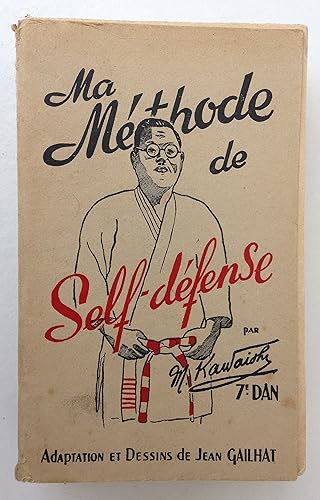 Ma
Méthode
de
Self-défense
PAR
M. Kawaishi
7E DAN
ADAPTATION ET DESSINS DE JEAN GAILHAT